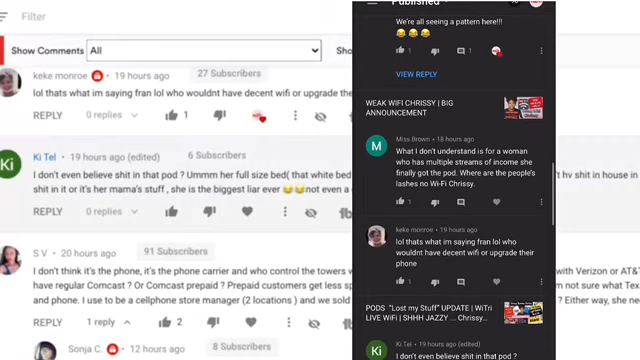 Filter
Show Comments All
Sho
keke monroe • 19 hours ago 27 Subscribers
lol thats what im saying fran lol who wouldnt have decent wifi or upgrade the
REPLY 0 replies 1
Ki
Ki Tel • 19 hours ago (edited) 6 Subscribers
I don't even believe shit in that pod ? Ummm her full size bed( that white bed
shit in it or it's her mama's stuff , she is the biggest liar ever 😂😂not even a
't hv shit in house in
REPLY 0 replies
S V • 20 hours ago 91 Subscribers
I don't think it's the phone, it's the phone carrier and who control the towers w
have regular Comcast ? Or Comcast prepaid ? Prepaid customers get less s
and phone. I use to be a cellphone store manager (2 locations ) and we sold
with Verizon or AT&T
m not sure what Tex
? Either way, she nee
REPLY 1 reply 2
Sonja C. 12 hours ago 8 Subscribers
Published
We're all seeing a pattern here!!!
😂😂😂
1 1
VIEW REPLY
WEAK WIFI CHRISSY | BIG
ANNOUNCEMENT
M
Miss Brown • 18 hours ago
What I don't understand is for a woman
who has multiple streams of income she
finally got the pod. Where are the people's
lashes no Wi-Fi Chrissy.
1
keke monroe • 19 hours ago
lol thats what im saying fran lol who
wouldnt have decent wifi or upgrade their
phone
1
PODS "Lost my Stuff" UPDATE | WiTri
LIVE WiFi | SHHH JAZZY ... Chrissy...
Ki
Ki Tel • 19 hours ago (edited)
I don't even believe shit in that pod ?